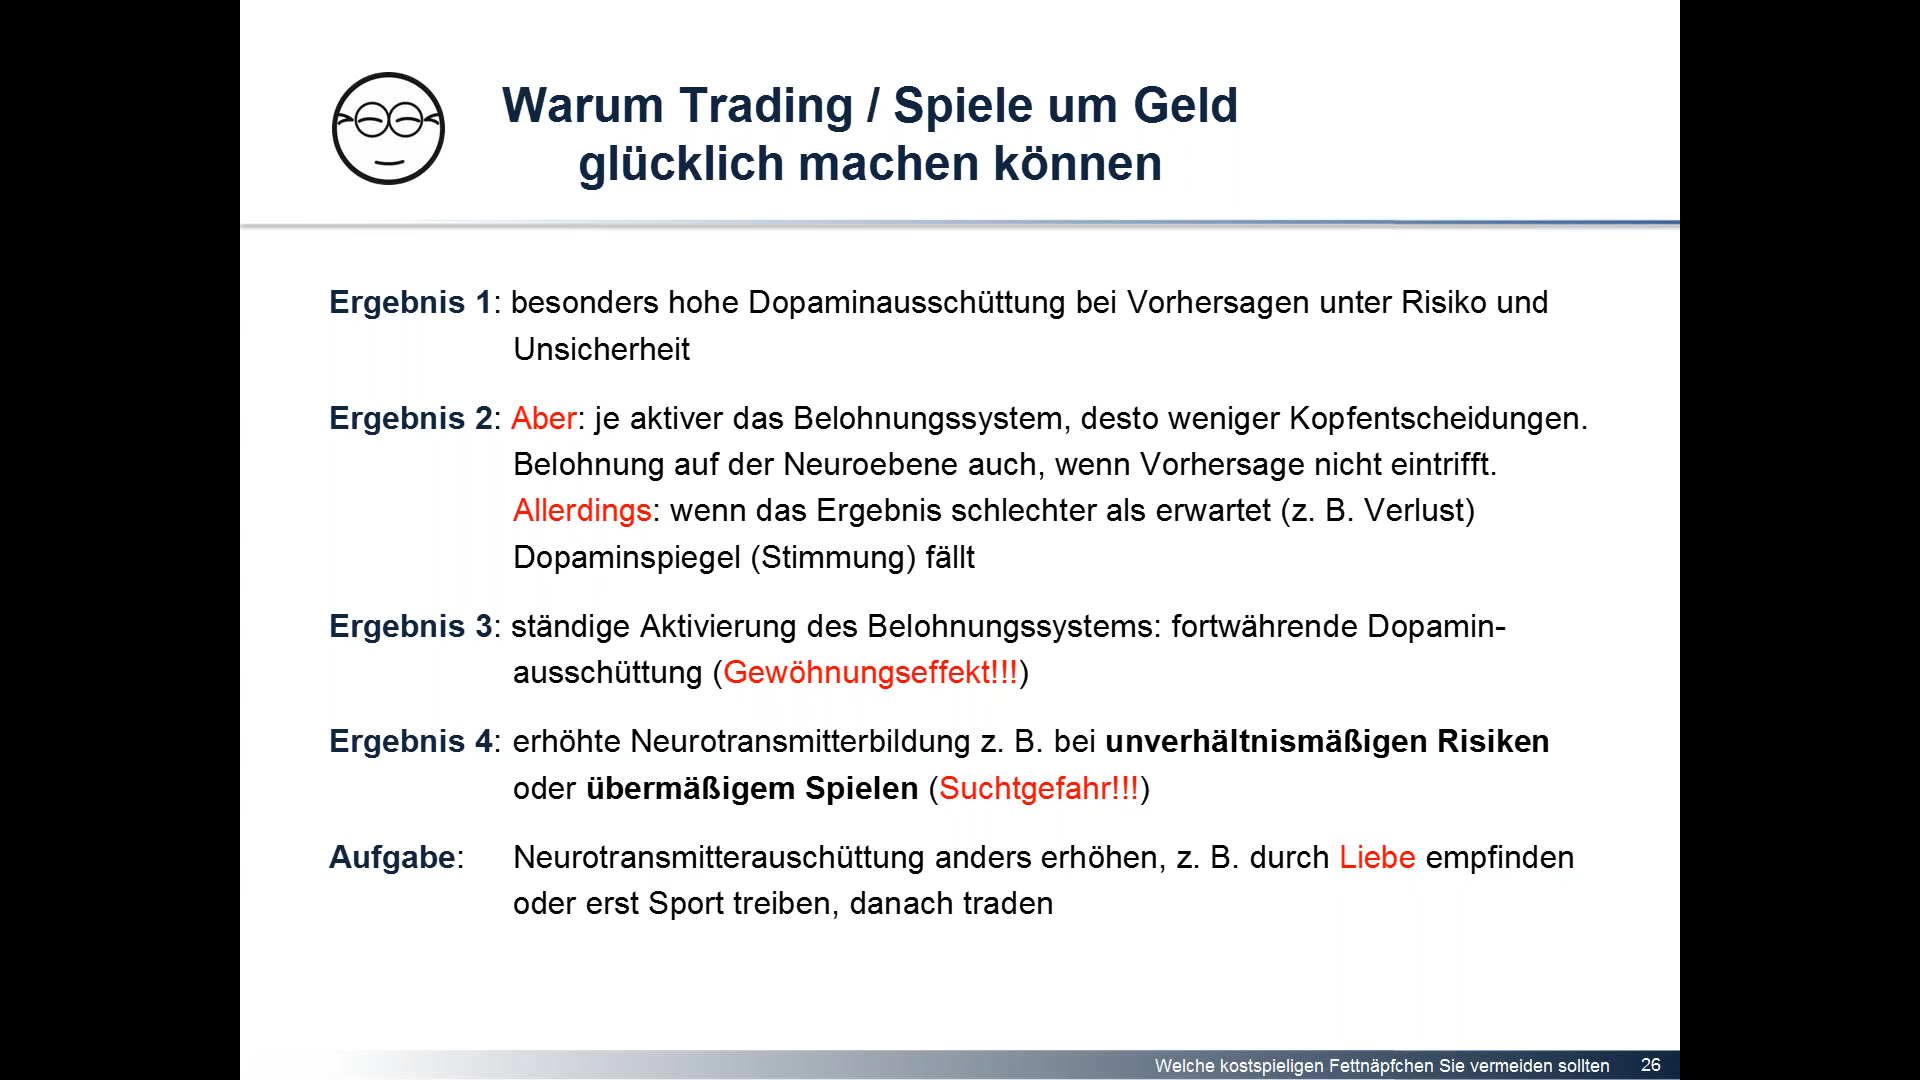 Warum Trading / Spiele um Geld
glücklich machen können
Ergebnis 1: besonders hohe Dopaminausschüttung bei Vorhersagen unter Risiko und
Unsicherheit
Ergebnis 2: Aber: je aktiver das Belohnungssystem, desto weniger Kopfentscheidungen.
Belohnung auf der Neuroebene auch, wenn Vorhersage nicht eintrifft.
Allerdings: wenn das Ergebnis schlechter als erwartet (z. B. Verlust)
Dopaminspiegel (Stimmung) fällt
Ergebnis 3: ständige Aktivierung des Belohnungssystems: fortwährende Dopamin-
ausschüttung (Gewöhnungseffekt!!!)
Ergebnis 4: erhöhte Neurotransmitterbildung z. B. bei unverhältnismäßigen Risiken
oder übermäßigem Spielen (Suchtgefahr!!!)
Aufgabe: Neurotransmitterauschüttung anders erhöhen, z. B. durch Liebe empfinden
oder erst Sport treiben, danach traden
Welche kostspieligen Fettnäpfchen Sie vermeiden sollten 26